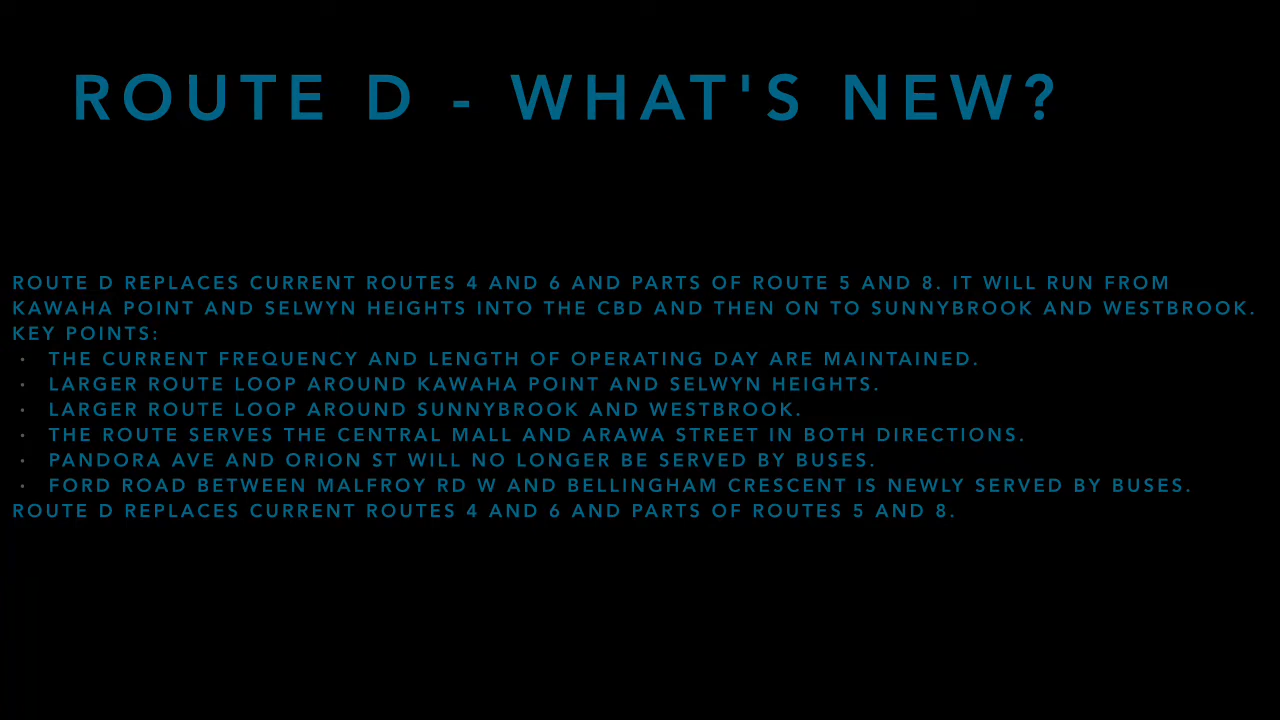 ROUTE D - WHAT'S NEW?
ROUTE D REPLACES CURRENT ROUTES 4 AND 6 AND PARTS OF ROUTE 5 AND 8. IT WILL RUN FROM
KAWAHA POINT AND SELWYN HEIGHTS INTO THE CBD AND THEN ON TO SUNNYBROOK AND WESTBROOK.
KEY POINTS:
· THE CURRENT FREQUENCY AND LENGTH OF OPERATING DAY ARE MAINTAINED.
· LARGER ROUTE LOOP AROUND KAWAHA POINT AND SELWYN HEIGHTS.
· LARGER ROUTE LOOP AROUND SUNNYBROOK AND WESTBROOK.
· THE ROUTE SERVES THE CENTRAL MALL AND ARAWA STREET IN BOTH DIRECTIONS.
· PANDORA AVE AND ORION ST WILL NO LONGER BE SERVED BY BUSES.
· FORD ROAD BETWEEN MALFROY RD W AND BELLINGHAM CRESCENT IS NEWLY SERVED BY BUSES.
ROUTE D REPLACES CURRENT ROUTES 4 AND 6 AND PARTS OF ROUTES 5 AND 8.